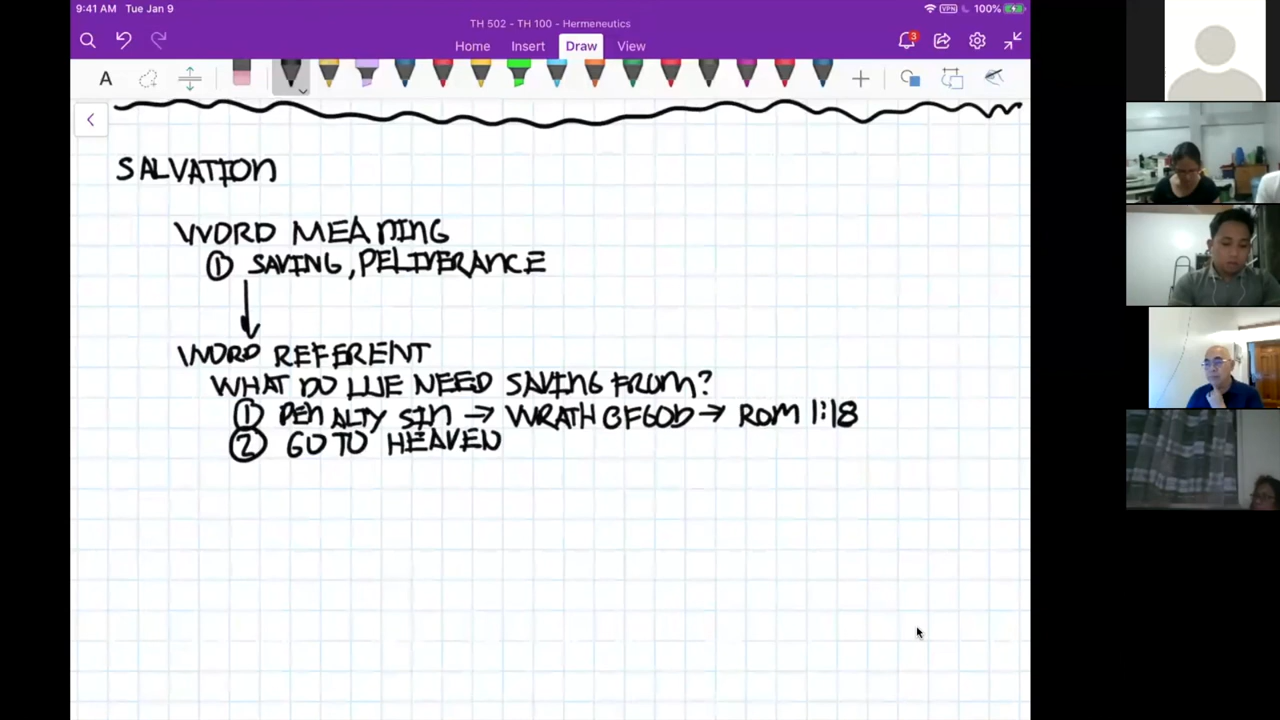 9:41 AM Tue Jan 9
VPN 100%
TH 502 - TH 100 - Hermeneutics
Home Insert Draw View
3
A
SALVATION
WORD MEANING
① SAVING, DELIVERANCE
WORD REFERENT
WHAT DO WE NEED SAVING FROM?
① PENALTY SIN → WRATH OF GOD → ROM 1:18
② GO TO HEAVEN